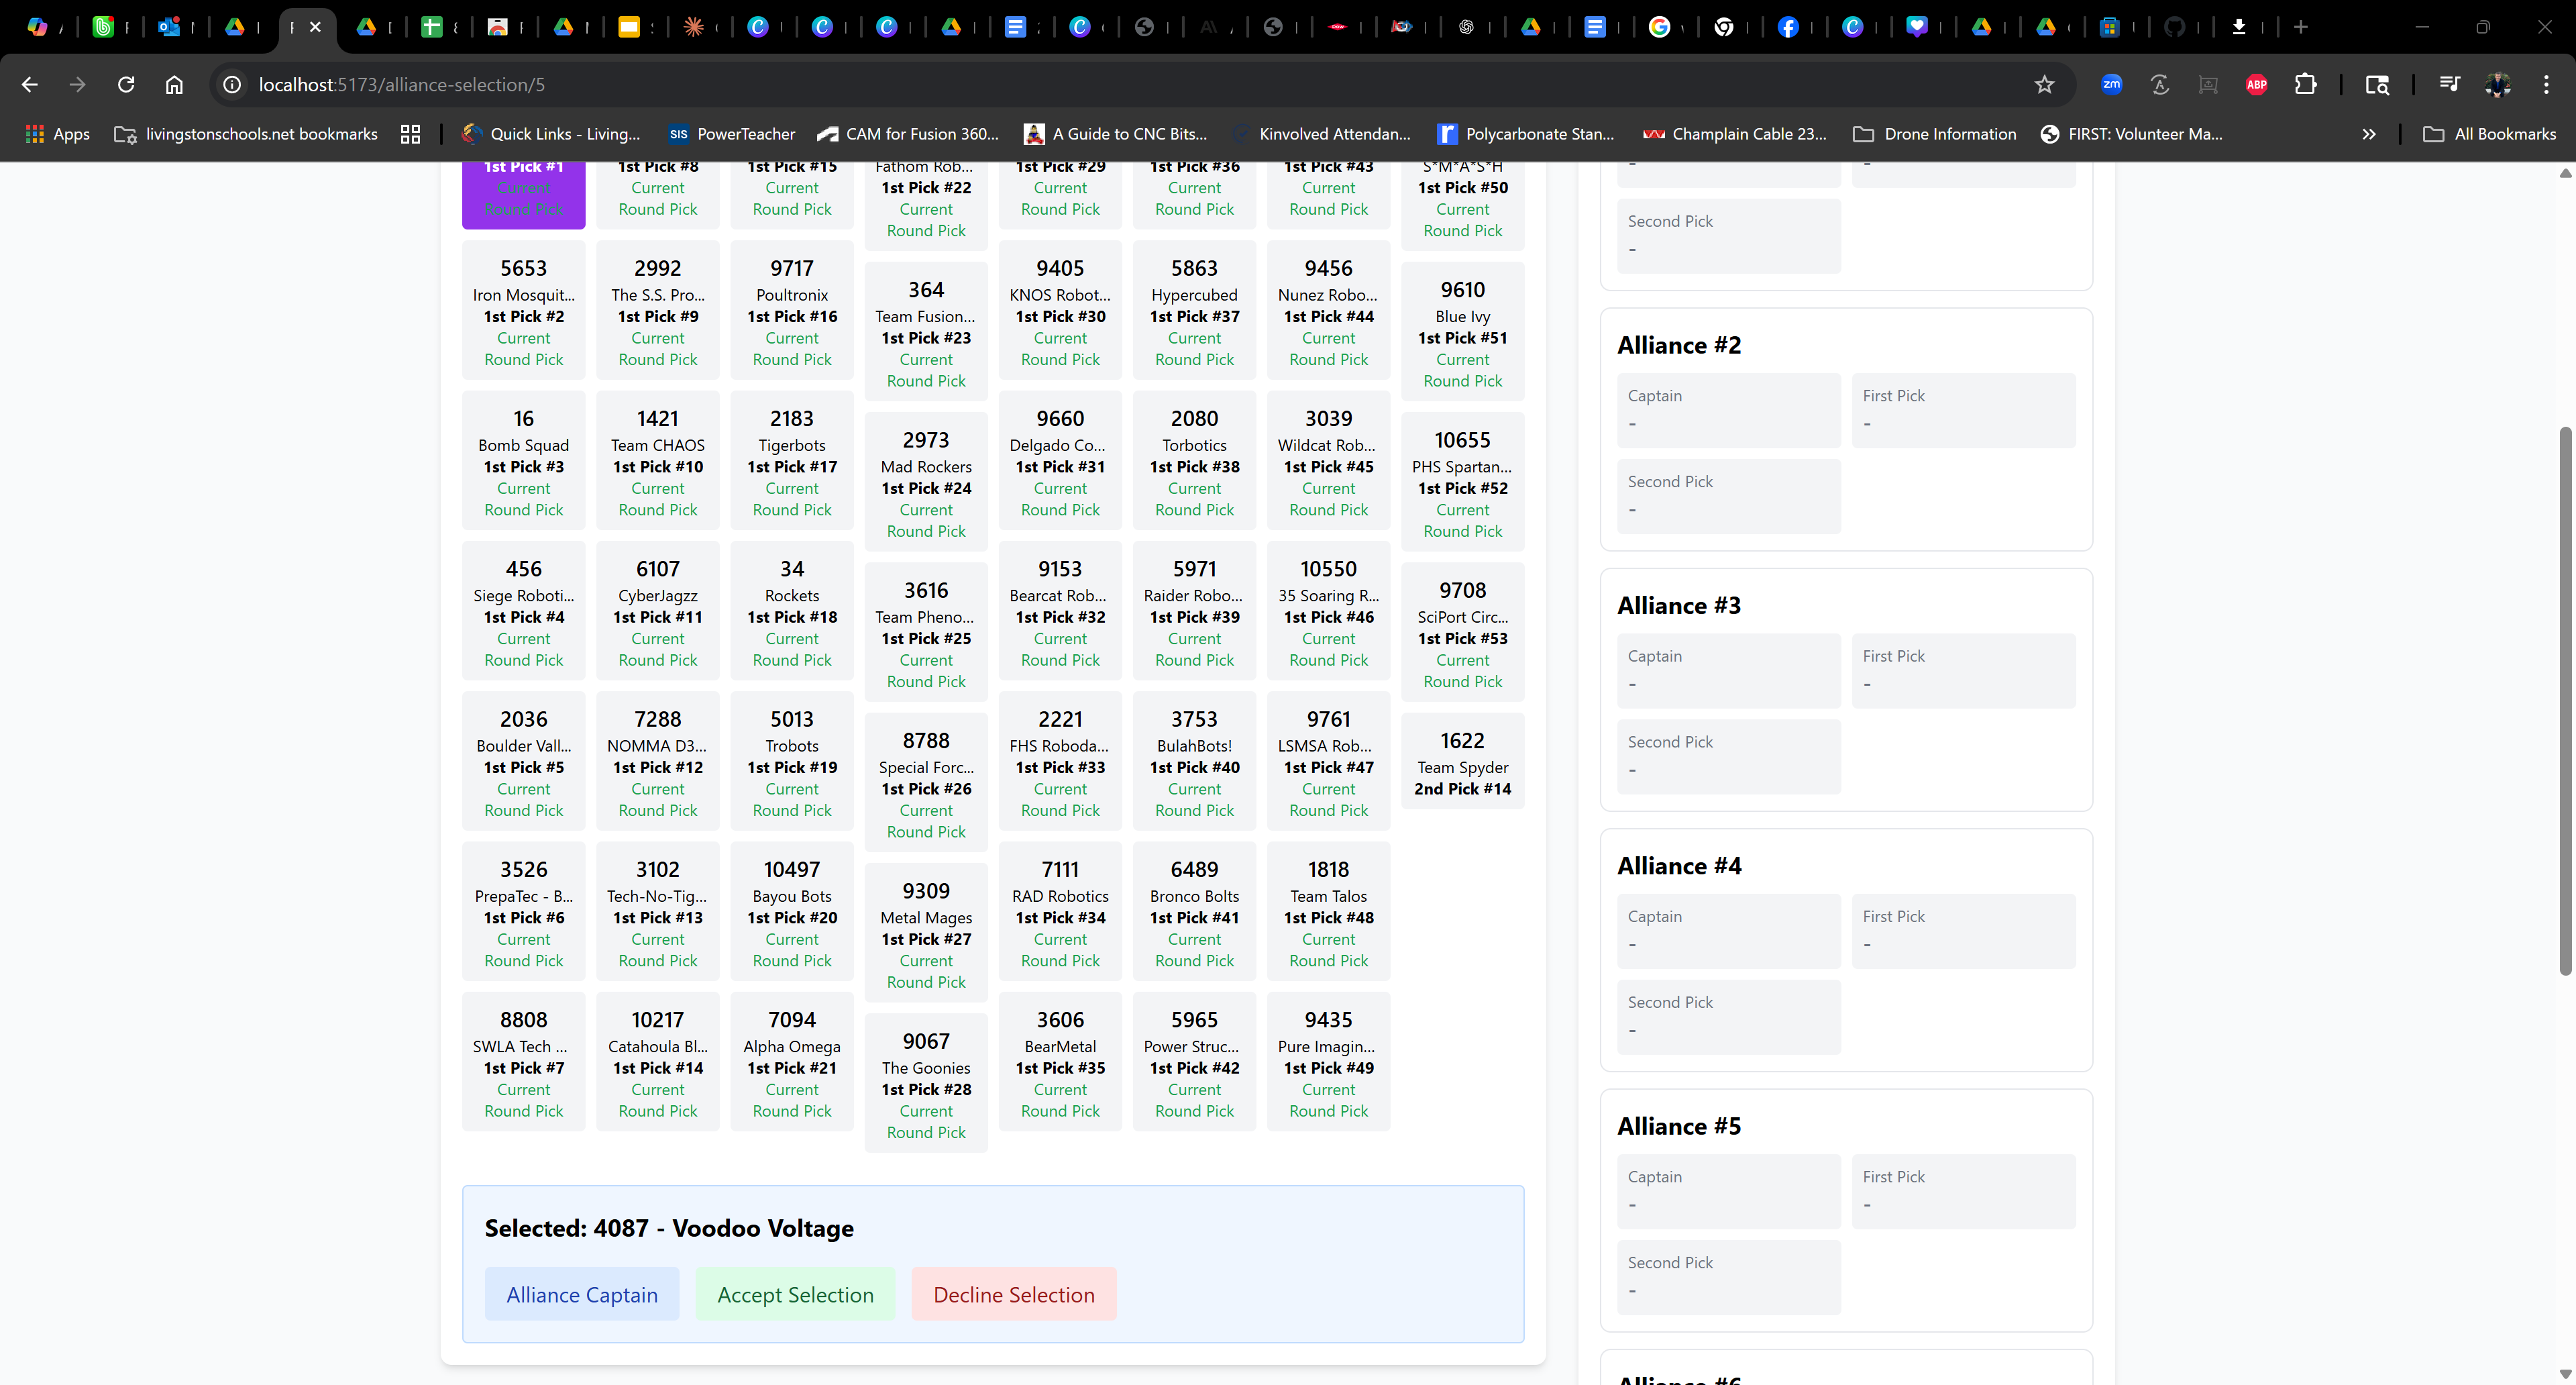 localhost:5173/alliance-selection/5
Apps
livingstonschools.net bookmarks
Quick Links - Living...
SIS
PowerTeacher
CAM for Fusion 360...
A Guide to CNC Bits...
Kinvolved Attendan...
Polycarbonate Stan...
Champlain Cable 23...
Drone Information
FIRST: Volunteer Ma...
All Bookmarks
zm
ABP
1st Pick #1
Current
Round Pick
5653
Iron Mosquit...
1st Pick #2
Current
Round Pick
16
Bomb Squad
1st Pick #3
Current
Round Pick
456
Siege Roboti...
1st Pick #4
Current
Round Pick
2036
Boulder Vall...
1st Pick #5
Current
Round Pick
3526
PrepaTec - B...
1st Pick #6
Current
Round Pick
8808
SWLA Tech ...
1st Pick #7
Current
Round Pick
1st Pick #8
Current
Round Pick
2992
The S.S. Pro...
1st Pick #9
Current
Round Pick
1421
Team CHAOS
1st Pick #10
Current
Round Pick
6107
CyberJagzz
1st Pick #11
Current
Round Pick
7288
NOMMA D3...
1st Pick #12
Current
Round Pick
3102
Tech-No-Tig...
1st Pick #13
Current
Round Pick
10217
Catahoula Bl...
1st Pick #14
Current
Round Pick
1st Pick #15
Current
Round Pick
9717
Poultronix
1st Pick #16
Current
Round Pick
2183
Tigerbots
1st Pick #17
Current
Round Pick
34
Rockets
1st Pick #18
Current
Round Pick
5013
Trobots
1st Pick #19
Current
Round Pick
10497
Bayou Bots
1st Pick #20
Current
Round Pick
7094
Alpha Omega
1st Pick #21
Current
Round Pick
Fathom Rob...
1st Pick #22
Current
Round Pick
364
Team Fusion...
1st Pick #23
Current
Round Pick
2973
Mad Rockers
1st Pick #24
Current
Round Pick
3616
Team Pheno...
1st Pick #25
Current
Round Pick
8788
Special Forc...
1st Pick #26
Current
Round Pick
9309
Metal Mages
1st Pick #27
Current
Round Pick
9067
The Goonies
1st Pick #28
Current
Round Pick
1st Pick #29
Current
Round Pick
9405
KNOS Robot...
1st Pick #30
Current
Round Pick
9660
Delgado Co...
1st Pick #31
Current
Round Pick
9153
Bearcat Rob...
1st Pick #32
Current
Round Pick
2221
FHS Roboda...
1st Pick #33
Current
Round Pick
7111
RAD Robotics
1st Pick #34
Current
Round Pick
3606
BearMetal
1st Pick #35
Current
Round Pick
1st Pick #36
Current
Round Pick
5863
Hypercubed
1st Pick #37
Current
Round Pick
2080
Torbotics
1st Pick #38
Current
Round Pick
5971
Raider Robo...
1st Pick #39
Current
Round Pick
3753
BulahBots!
1st Pick #40
Current
Round Pick
6489
Bronco Bolts
1st Pick #41
Current
Round Pick
5965
Power Struc...
1st Pick #42
Current
Round Pick
1st Pick #43
Current
Round Pick
9456
Nunez Robo...
1st Pick #44
Current
Round Pick
3039
Wildcat Rob...
1st Pick #45
Current
Round Pick
10550
35 Soaring R...
1st Pick #46
Current
Round Pick
9761
LSMSA Rob...
1st Pick #47
Current
Round Pick
1818
Team Talos
1st Pick #48
Current
Round Pick
9435
Pure Imagin...
1st Pick #49
Current
Round Pick
S*M*A*S*H
1st Pick #50
Current
Round Pick
9610
Blue Ivy
1st Pick #51
Current
Round Pick
10655
PHS Spartan...
1st Pick #52
Current
Round Pick
9708
SciPort Circ...
1st Pick #53
Current
Round Pick
1622
Team Spyder
2nd Pick #14
Selected: 4087 - Voodoo Voltage
Alliance Captain
Accept Selection
Decline Selection
-
-
Second Pick
-
Alliance #2
Captain
-
First Pick
-
Second Pick
-
Alliance #3
Captain
-
First Pick
-
Second Pick
-
Alliance #4
Captain
-
First Pick
-
Second Pick
-
Alliance #5
Captain
-
First Pick
-
Second Pick
-
Alliance #6